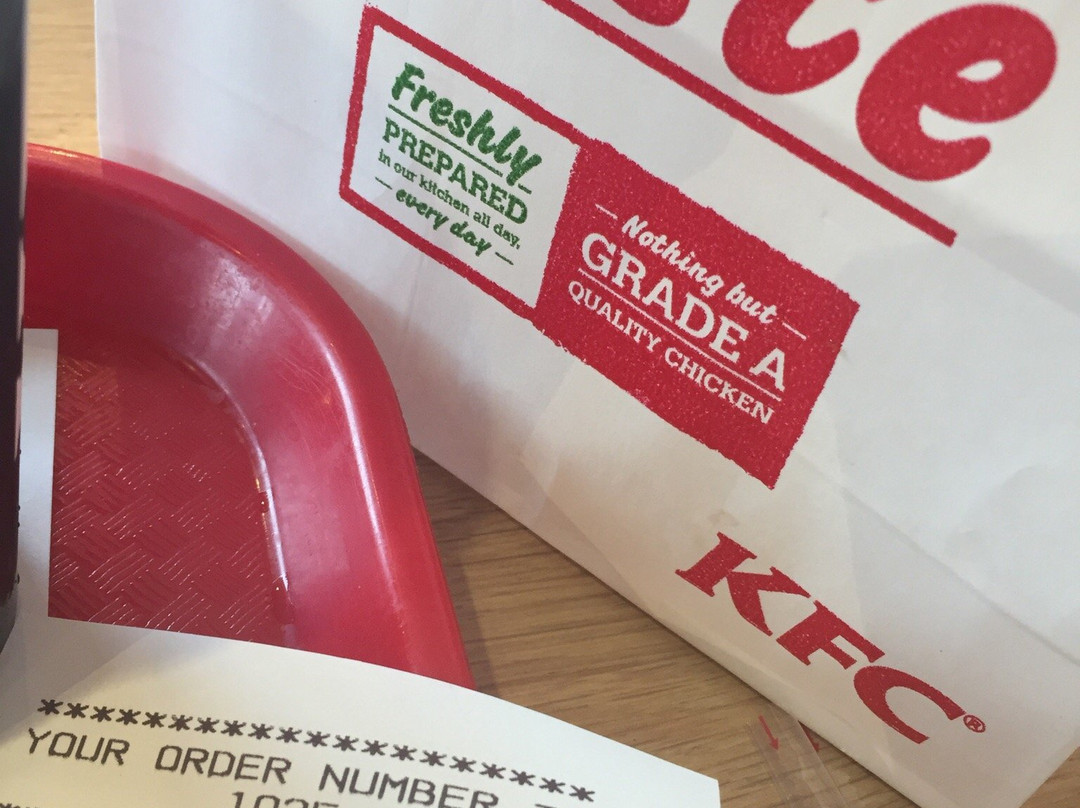 Freshly
PREPARED
in our kitchen all day,
— every day —
— Nothing but —
GRADE A
QUALITY CHICKEN
KFC®
*********************
YOUR ORDER NUMBER